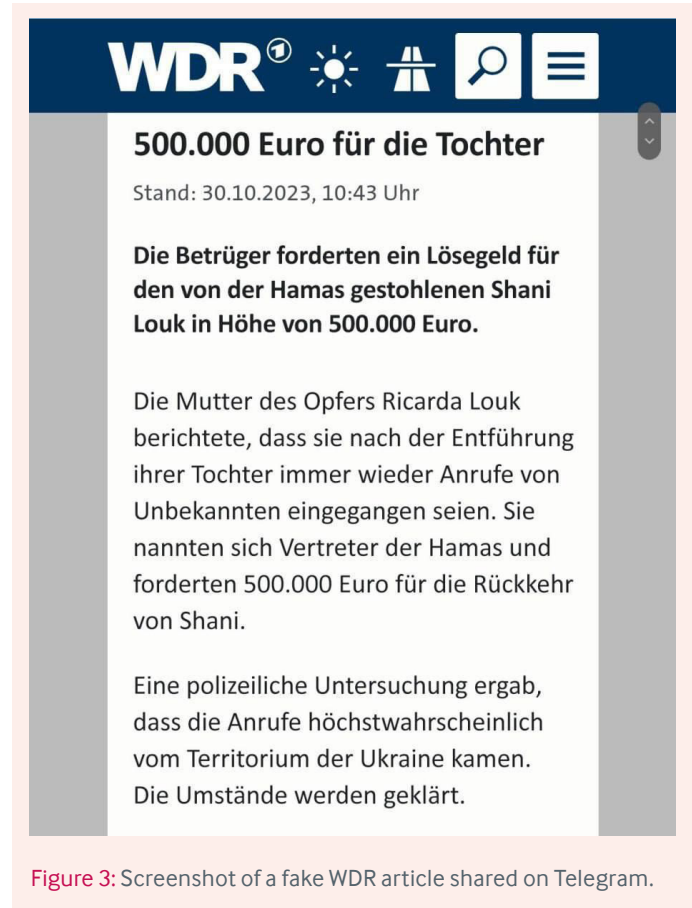 WDR® 1
500.000 Euro für die Tochter
Stand: 30.10.2023, 10:43 Uhr
Die Betrüger forderten ein Lösegeld für
den von der Hamas gestohlenen Shani
Louk in Höhe von 500.000 Euro.
Die Mutter des Opfers Ricarda Louk
berichtete, dass sie nach der Entführung
ihrer Tochter immer wieder Anrufe von
Unbekannten eingegangen seien. Sie
nannten sich Vertreter der Hamas und
forderten 500.000 Euro für die Rückkehr
von Shani.
Eine polizeiliche Untersuchung ergab,
dass die Anrufe höchstwahrscheinlich
vom Territorium der Ukraine kamen.
Die Umstände werden geklärt.
Figure 3: Screenshot of a fake WDR article shared on Telegram.